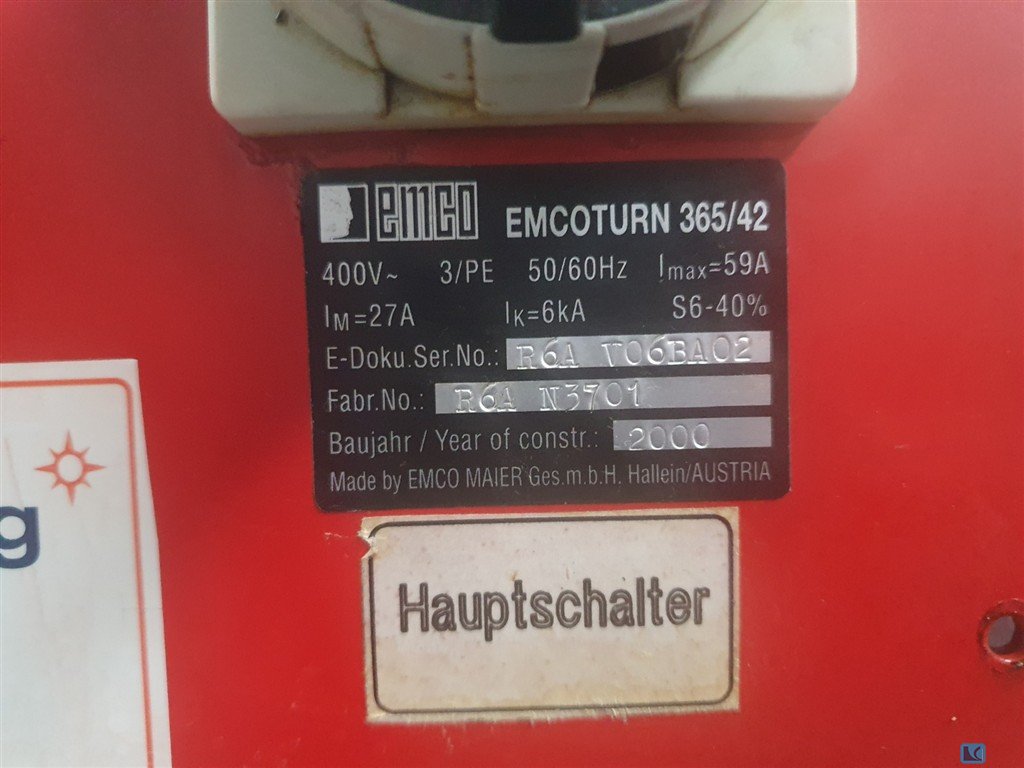 emco EMCOTURN 365/42
400V~ 3/PE 50/60Hz Imax=59A
IM=27A IK=6kA S6-40%
E-Doku.Ser.No.: R6A V06BA02
Fabr.No.: R6A N3701
Baujahr / Year of constr.: 2000
Made by EMCO MAIER Ges.m.b.H. Hallein/AUSTRIA
Hauptschalter
g